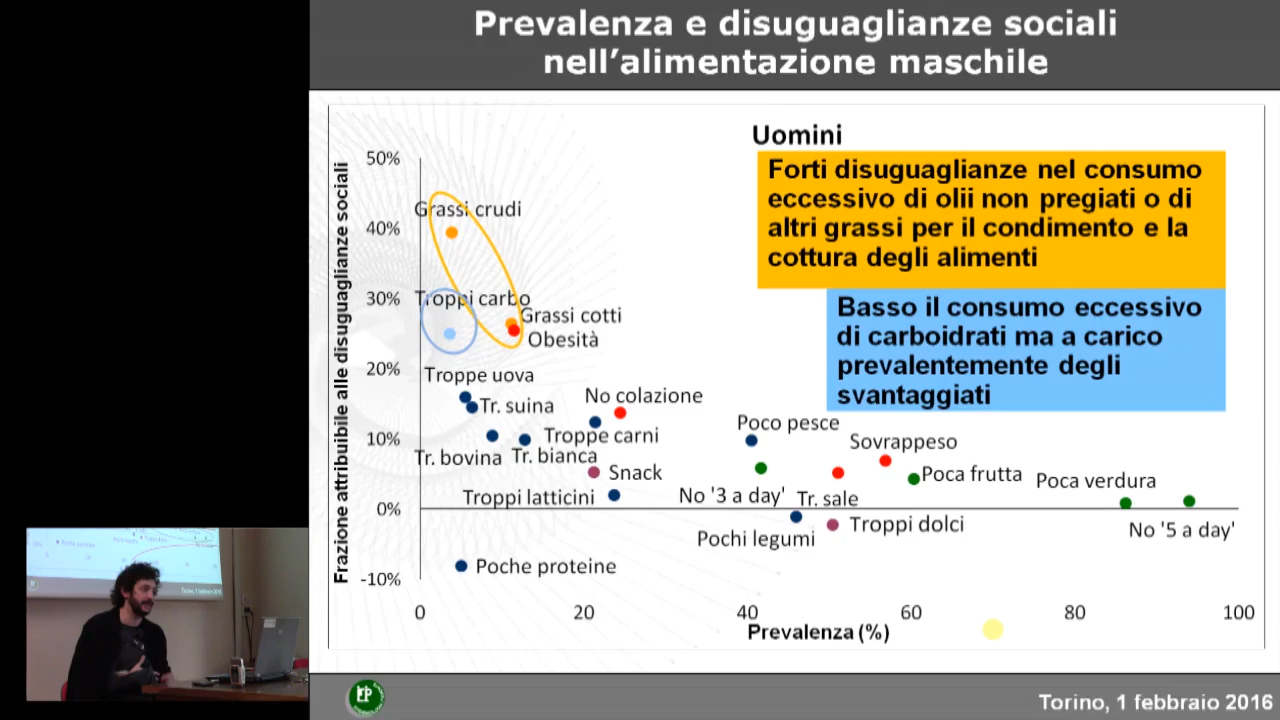 Prevalenza e disuguaglianze sociali
nell'alimentazione maschile
Uomini
Forti disuguaglianze nel consumo
eccessivo di olii non pregiati o di
altri grassi per il condimento e la
cottura degli alimenti
Basso il consumo eccessivo
di carboidrati ma a carico
prevalentemente degli
svantaggiati
Frazione attribuibile alle disuguaglianze sociali
50%
40%
30%
20%
10%
0%
-10%
Grassi crudi
Troppi carbo
Grassi cotti
Obesità
Troppe uova
Tr. suina
No colazione
Troppe carni
Tr. bovina
Tr. bianca
Snack
Troppi latticini
Poco pesce
Sovrappeso
Poca frutta
Poca verdura
No '3 a day'
Tr. sale
Pochi legumi
Troppi dolci
No '5 a day'
Poche proteine
0
20
40
60
80
100
Prevalenza (%)
Torino, 1 febbraio 2016